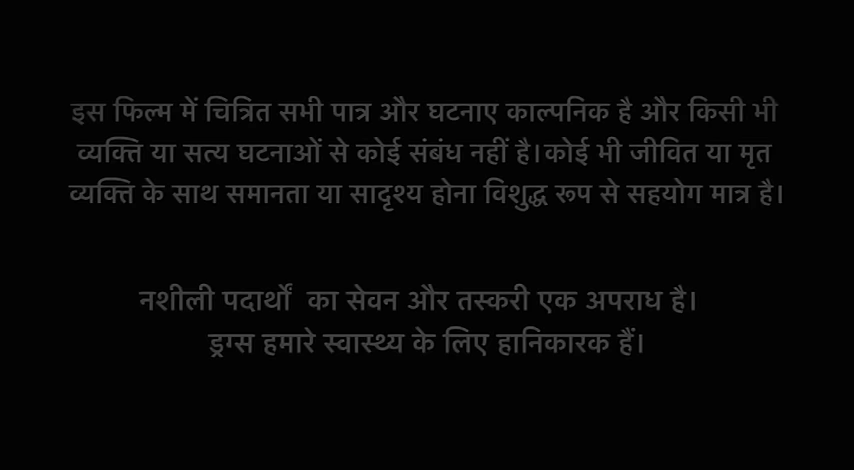 इस फिल्म में चित्रित सभी पात्र और घटनाए काल्पनिक है और किसी भी
व्यक्ति या सत्य घटनाओं से कोई संबंध नहीं है।कोई भी जीवित या मृत
व्यक्ति के साथ समानता या सादृश्य होना विशुद्ध रूप से सहयोग मात्र है।
नशीली पदार्थों का सेवन और तस्करी एक अपराध है।
ड्रग्स हमारे स्वास्थ्य के लिए हानिकारक हैं।